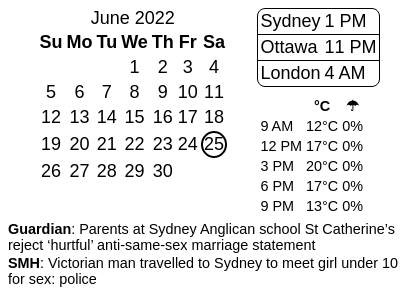 June 2022
Su Mo Tu We Th Fr Sa
1 2 3 4
5 6 7 8 9 10 11
12 13 14 15 16 17 18
19 20 21 22 23 24 25
26 27 28 29 30
Sydney 1 PM
Ottawa 11 PM
London 4 AM
°C ☂
9 AM 12°C 0%
12 PM 17°C 0%
3 PM 20°C 0%
6 PM 17°C 0%
9 PM 13°C 0%
Guardian: Parents at Sydney Anglican school St Catherine’s
reject ‘hurtful’ anti-same-sex marriage statement
SMH: Victorian man travelled to Sydney to meet girl under 10
for sex: police